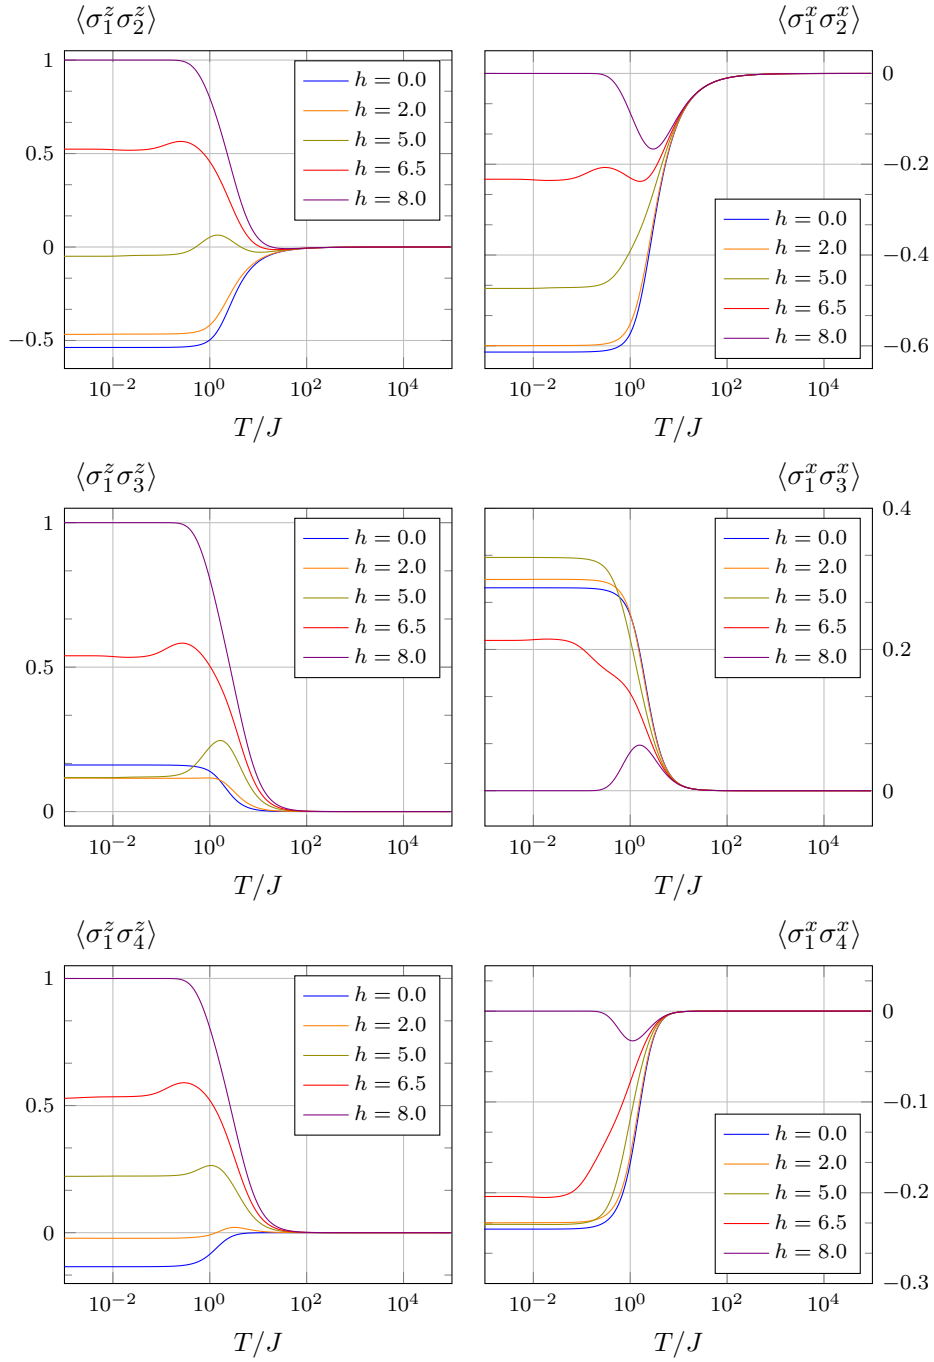 ⟨σ₁ᶻσ₂ᶻ⟩
1
0.5
0
−0.5
10⁻² 10⁰ 10² 10⁴
T/J
h = 0.0
h = 2.0
h = 5.0
h = 6.5
h = 8.0
⟨σ₁ˣσ₂ˣ⟩
0
−0.2
−0.4
−0.6
10⁻² 10⁰ 10² 10⁴
T/J
h = 0.0
h = 2.0
h = 5.0
h = 6.5
h = 8.0
⟨σ₁ᶻσ₃ᶻ⟩
1
0.5
0
10⁻² 10⁰ 10² 10⁴
T/J
h = 0.0
h = 2.0
h = 5.0
h = 6.5
h = 8.0
⟨σ₁ˣσ₃ˣ⟩
0.4
0.2
0
10⁻² 10⁰ 10² 10⁴
T/J
h = 0.0
h = 2.0
h = 5.0
h = 6.5
h = 8.0
⟨σ₁ᶻσ₄ᶻ⟩
1
0.5
0
10⁻² 10⁰ 10² 10⁴
T/J
h = 0.0
h = 2.0
h = 5.0
h = 6.5
h = 8.0
⟨σ₁ˣσ₄ˣ⟩
0
−0.1
−0.2
−0.3
10⁻² 10⁰ 10² 10⁴
T/J
h = 0.0
h = 2.0
h = 5.0
h = 6.5
h = 8.0